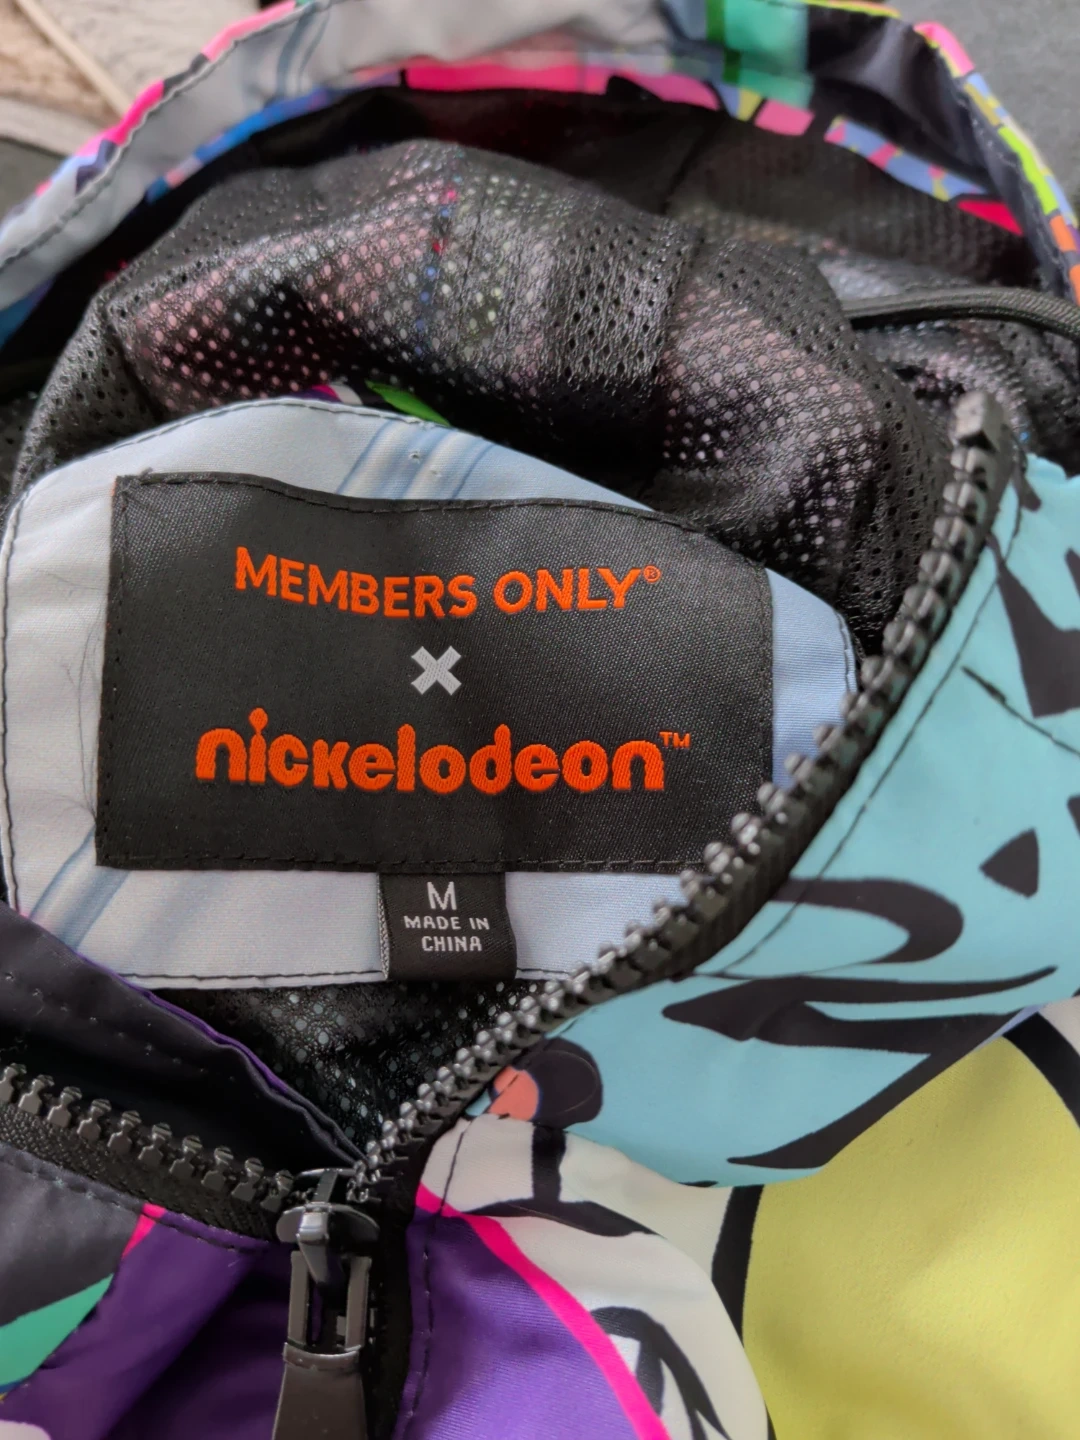 MEMBERS ONLY®
×
nickelodeon™
M
MADE IN
CHINA